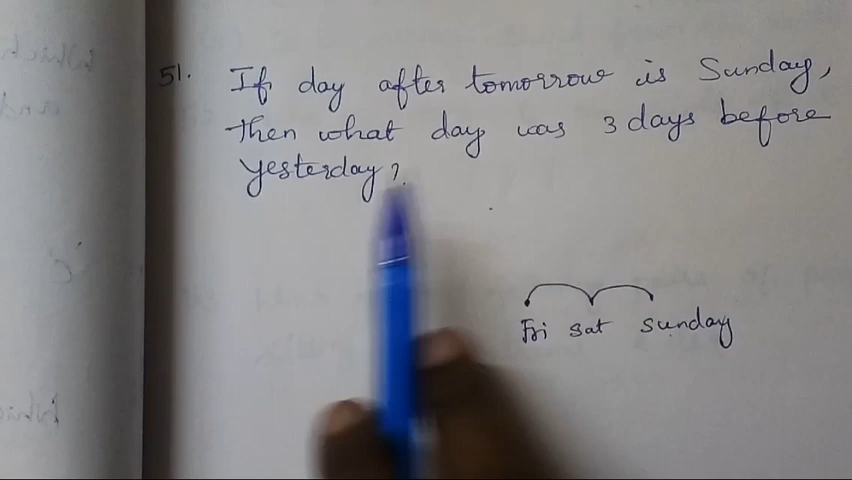 51. If day after tomorrow is Sunday,
then what day was 3 days before
yesterday?
Fri sat sunday